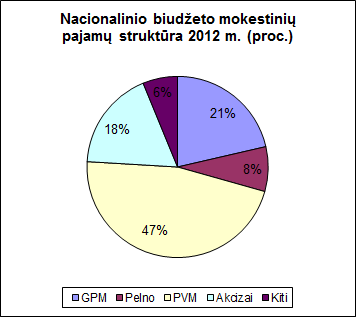 Nacionalinio biudžeto mokestinių
pajamų struktūra 2012 m. (proc.)
6%
21%
18%
8%
47%
GPM Pelno PVM Akcizai Kiti